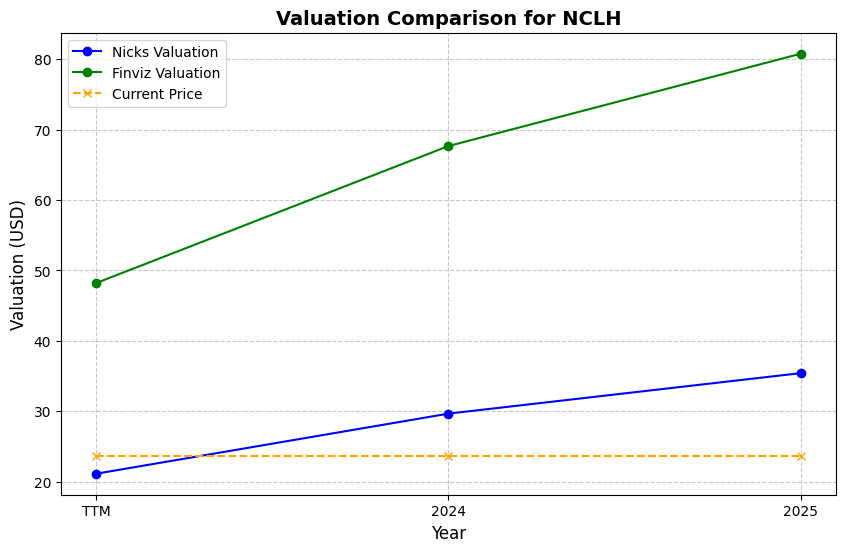 Valuation Comparison for NCLH
Nicks Valuation
Finviz Valuation
Current Price
Valuation (USD)
80
70
60
50
40
30
20
TTM
2024
2025
Year